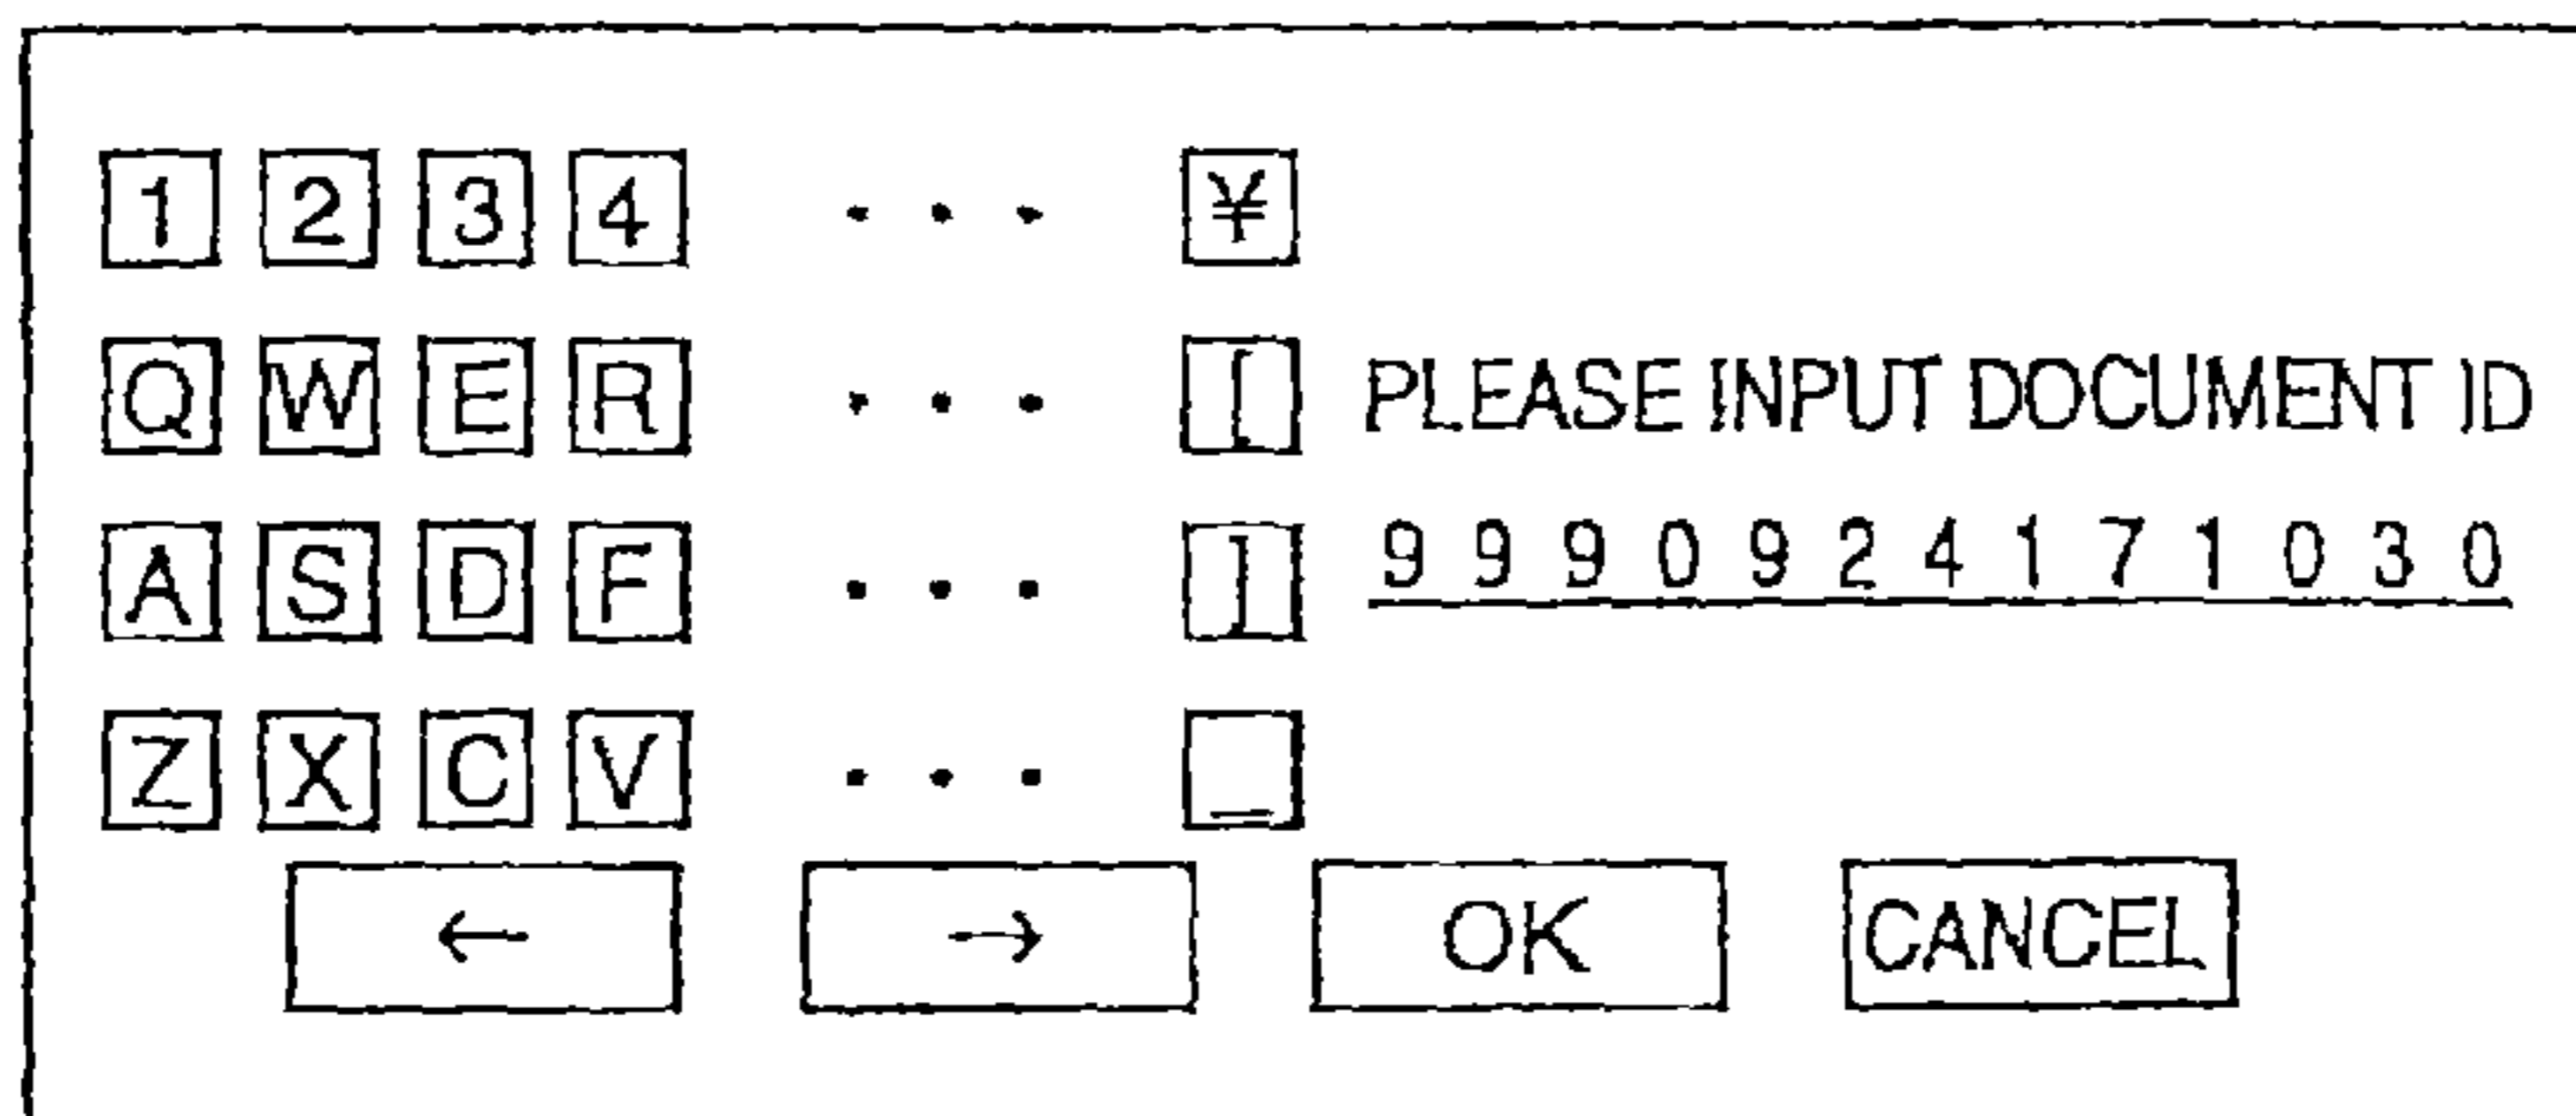 1 2 3 4 · · · ¥
Q W E R · · · [ PLEASE INPUT DOCUMENT ID
A S D F · · · ] 9 9 9 0 9 2 4 1 7 1 0 3 0
Z X C V · · · _
← → OK CANCEL